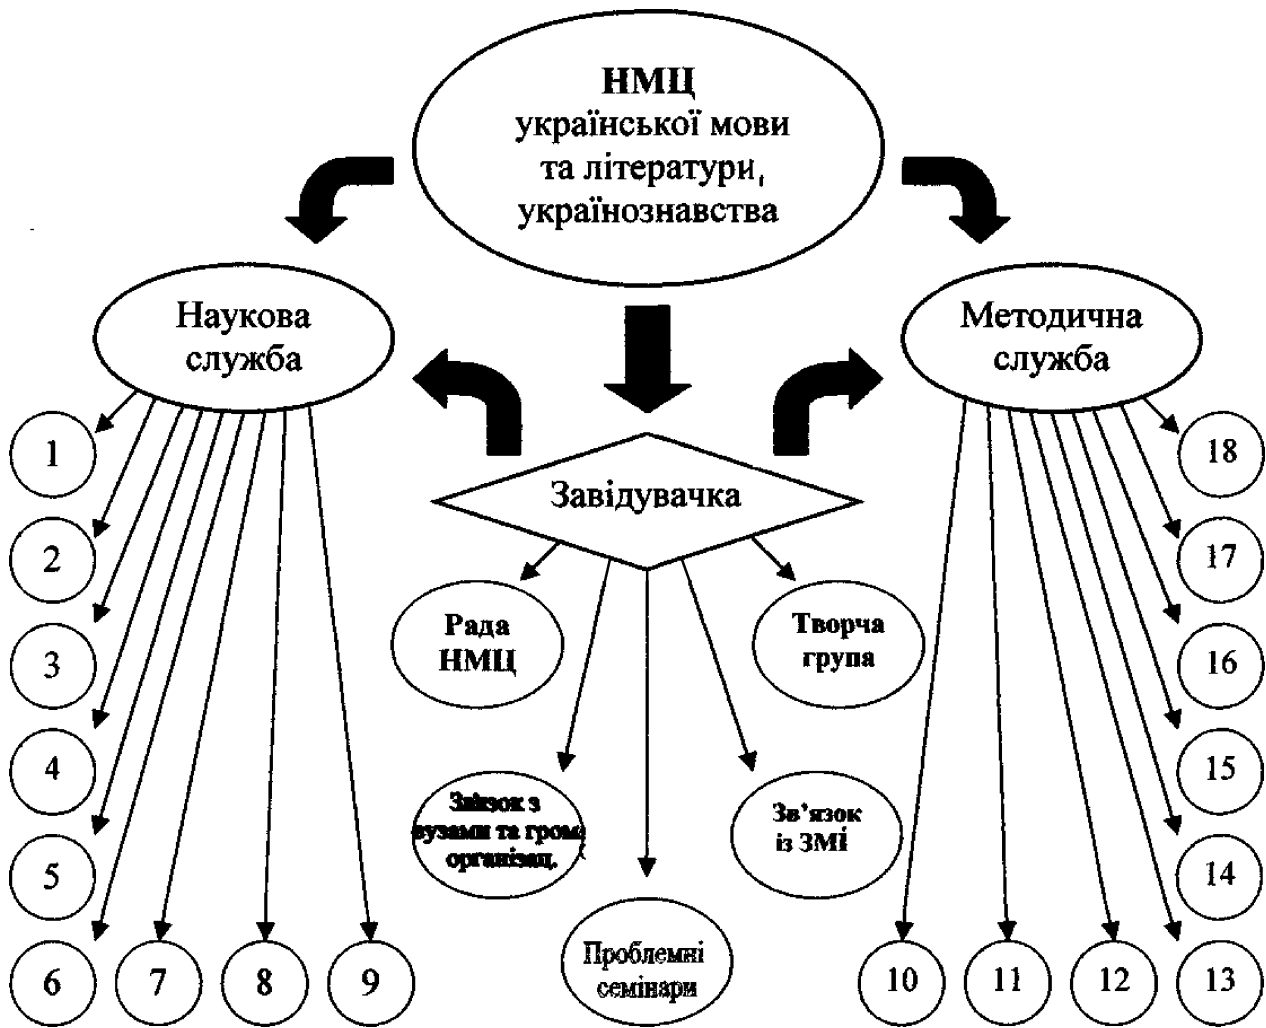 НМЦ
української мови
та літератури,
українознавства
Наукова
служба
Методична
служба
Завідувачка
Рада
НМЦ
Творча
група
Зв'язок з
вузами та гром.
організац.
Зв'язок
із ЗМІ
Проблемні
семінари
1
2
3
4
5
6
7
8
9
10
11
12
13
14
15
16
17
18